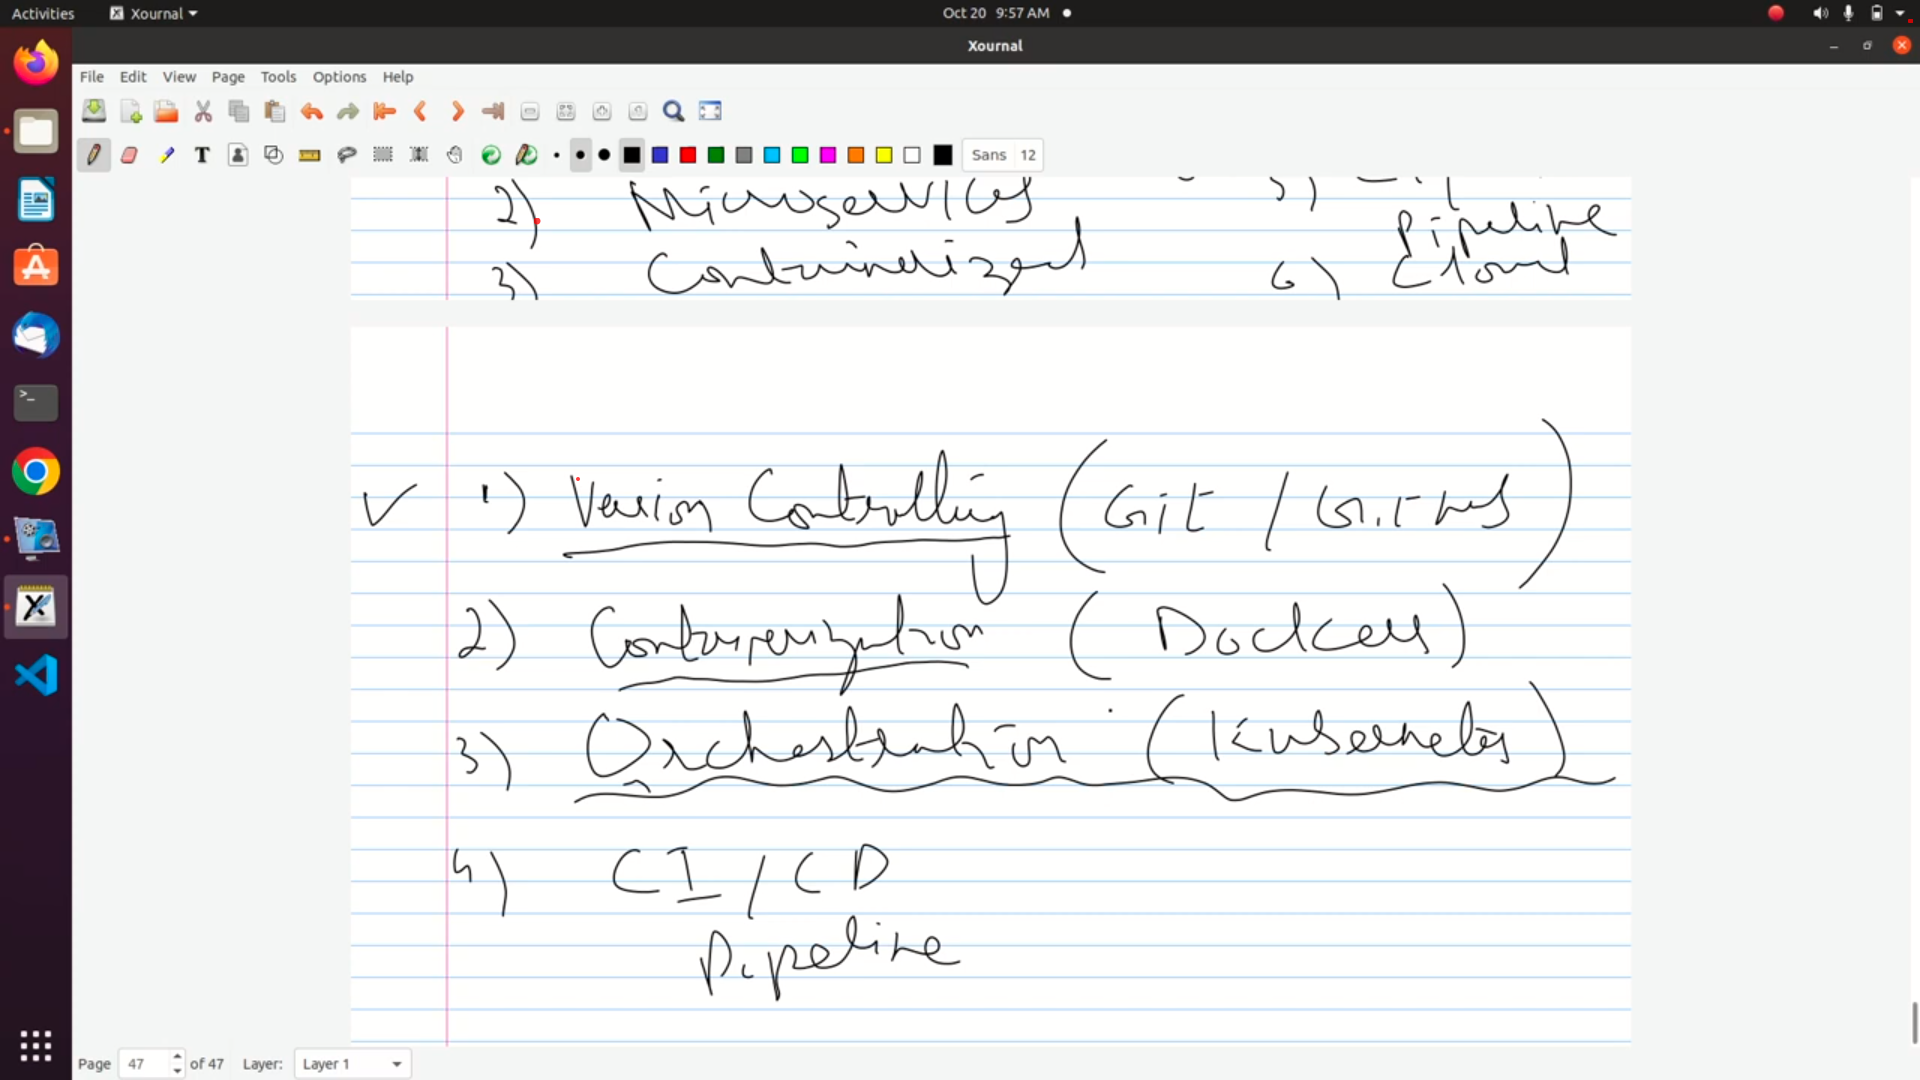 Activities Xournal Oct 20 9:57 AM
Xournal
File Edit View Page Tools Options Help
Sans 12
2) Microservices
Pipeline
3) Containerized 6) Cloud
1) Version Controlling (Git / GitHub)
2) Containerization (Docker)
3) Orchestration (Kubernetes)
4) CI / CD
Pipeline
Page 47 of 47 Layer: Layer 1